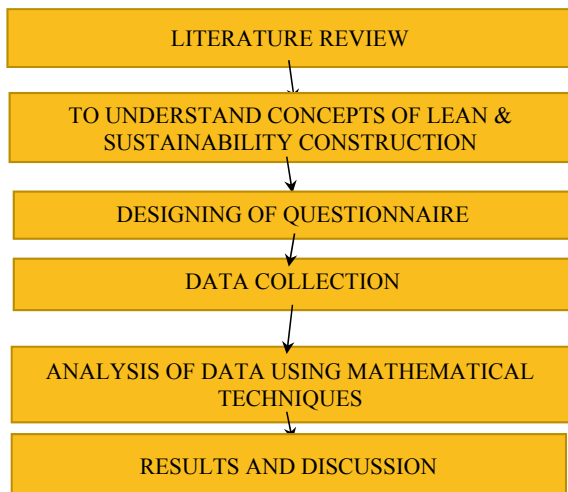 LITERATURE REVIEW
TO UNDERSTAND CONCEPTS OF LEAN &
SUSTAINABILITY CONSTRUCTION
DESIGNING OF QUESTIONNAIRE
DATA COLLECTION
ANALYSIS OF DATA USING MATHEMATICAL
TECHNIQUES
RESULTS AND DISCUSSION